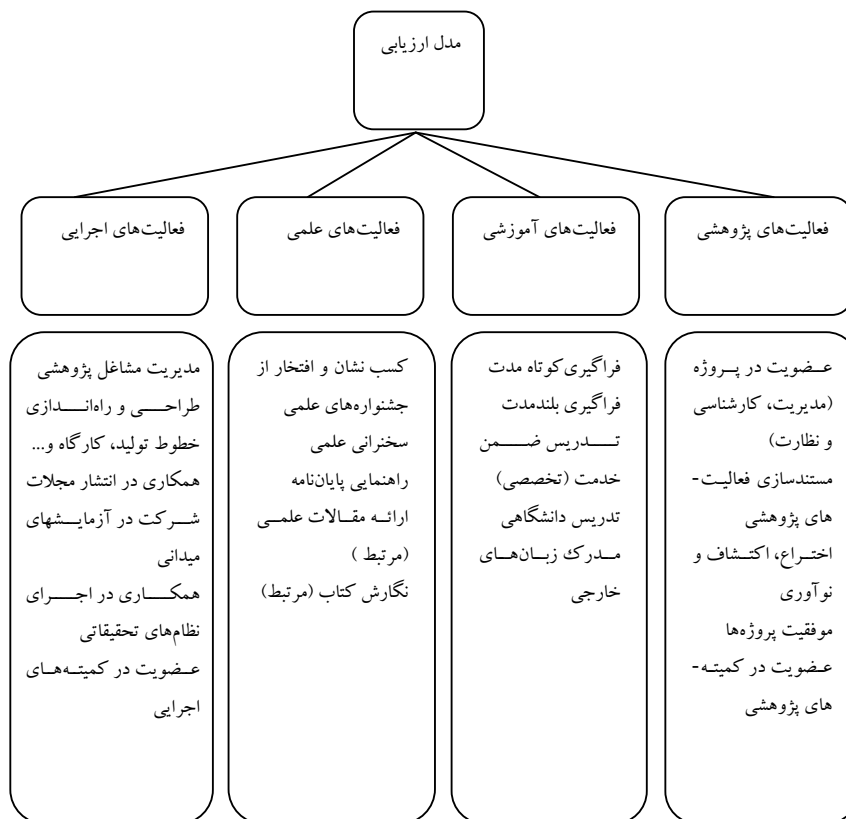 مدل ارزیابی
فعالیت‌های پژوهشی
فعالیت‌های آموزشی
فعالیت‌های علمی
فعالیت‌های اجرایی
عضویت در پروژه
(مدیریت، کارشناسی
و نظارت)
مستندسازی فعالیت-
های پژوهشی
اختراع، اکتشاف و
نوآوری
موفقیت پروژه‌ها
عضویت در کمیته-
های پژوهشی
فراگیری کوتاه مدت
فراگیری بلندمدت
تدریس ضمن
خدمت (تخصصی)
تدریس دانشگاهی
مدرک زبان‌های
خارجی
کسب نشان و افتخار از
جشنواره‌های علمی
سخنرانی علمی
راهنمایی پایان‌نامه
ارائه مقالات علمی
(مرتبط )
نگارش کتاب (مرتبط)
مدیریت مشاغل پژوهشی
طراحی و راه‌اندازی
خطوط تولید، کارگاه و...
همکاری در انتشار مجلات
شرکت در آزمایشهای
میدانی
همکاری در اجرای
نظام‌های تحقیقاتی
عضویت در کمیته‌های
اجرایی